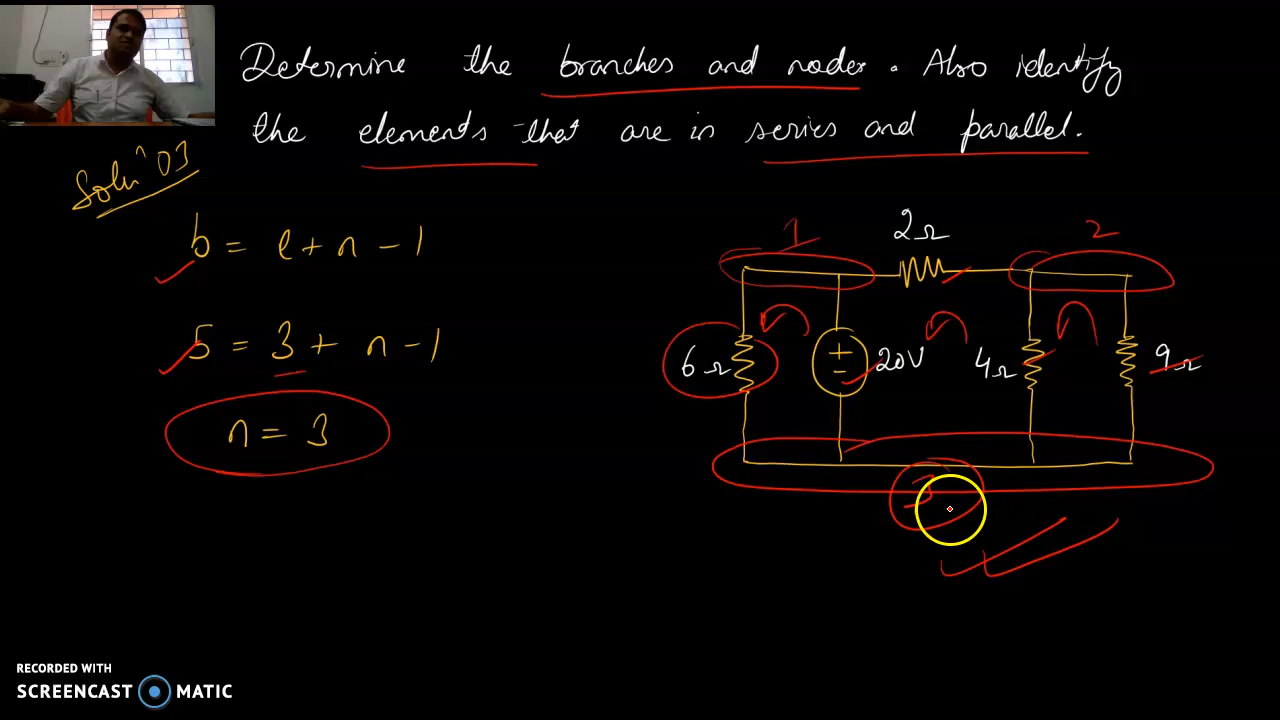 Determine the branches and nodes. Also identify
the elements that are in series and parallel.
Solnˆ 03
b = l + n - 1
5 = 3 + n - 1
n = 3
1
2Ω
2
6Ω
+
-
20V
4Ω
9Ω
3
RECORDED WITH
SCREENCAST MATIC